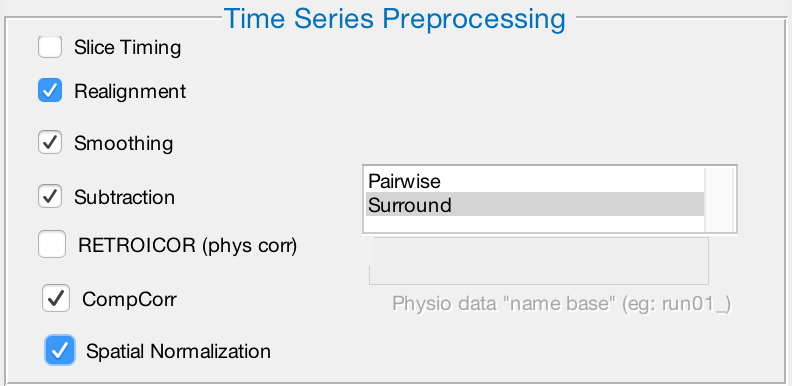 Time Series Preprocessing
Slice Timing
Realignment
Smoothing
Subtraction
Pairwise
Surround
RETROICOR (phys corr)
CompCorr
Physio data "name base" (eg: run01_)
Spatial Normalization